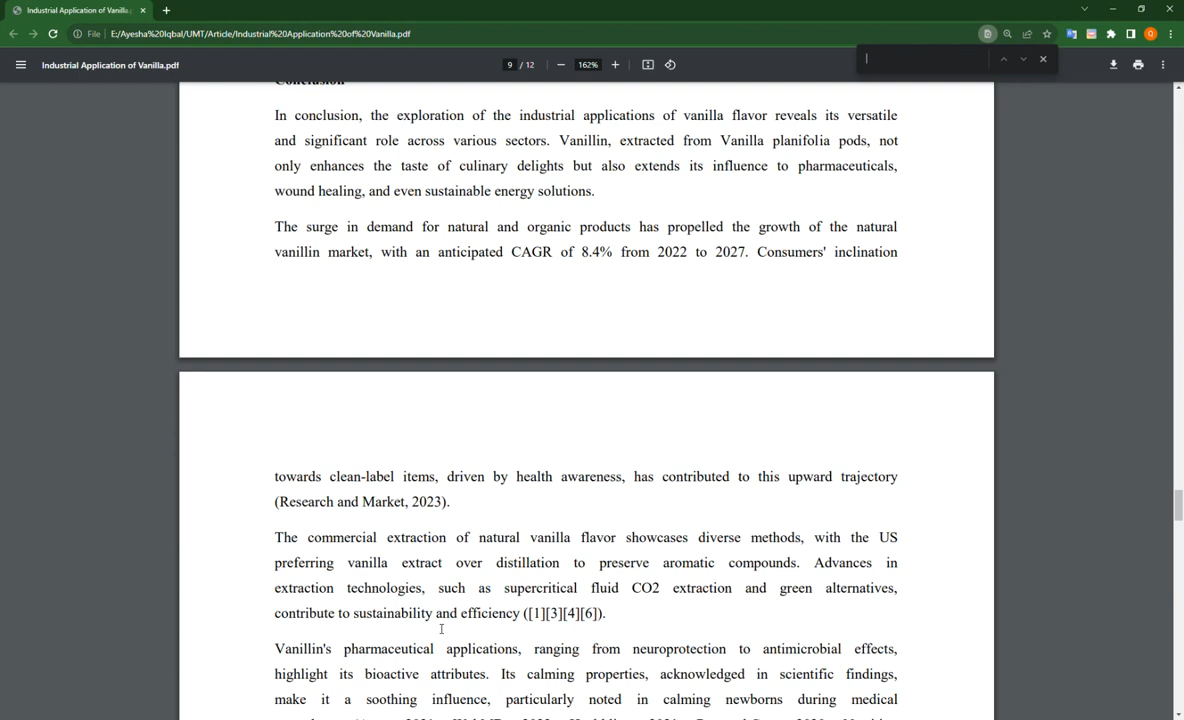 Industrial Application of Vanilla.p
File E:/Ayesha%20Iqbal/UMT/Article/Industrial%20Application%20of%20Vanilla.pdf
Q
Industrial Application of Vanilla.pdf
9 / 12
162%
Conclusion
In conclusion, the exploration of the industrial applications of vanilla flavor reveals its versatile
and significant role across various sectors. Vanillin, extracted from Vanilla planifolia pods, not
only enhances the taste of culinary delights but also extends its influence to pharmaceuticals,
wound healing, and even sustainable energy solutions.
The surge in demand for natural and organic products has propelled the growth of the natural
vanillin market, with an anticipated CAGR of 8.4% from 2022 to 2027. Consumers' inclination
towards clean-label items, driven by health awareness, has contributed to this upward trajectory
(Research and Market, 2023).
The commercial extraction of natural vanilla flavor showcases diverse methods, with the US
preferring vanilla extract over distillation to preserve aromatic compounds. Advances in
extraction technologies, such as supercritical fluid CO2 extraction and green alternatives,
contribute to sustainability and efficiency ([1][3][4][6]).
Vanillin's pharmaceutical applications, ranging from neuroprotection to antimicrobial effects,
highlight its bioactive attributes. Its calming properties, acknowledged in scientific findings,
make it a soothing influence, particularly noted in calming newborns during medical